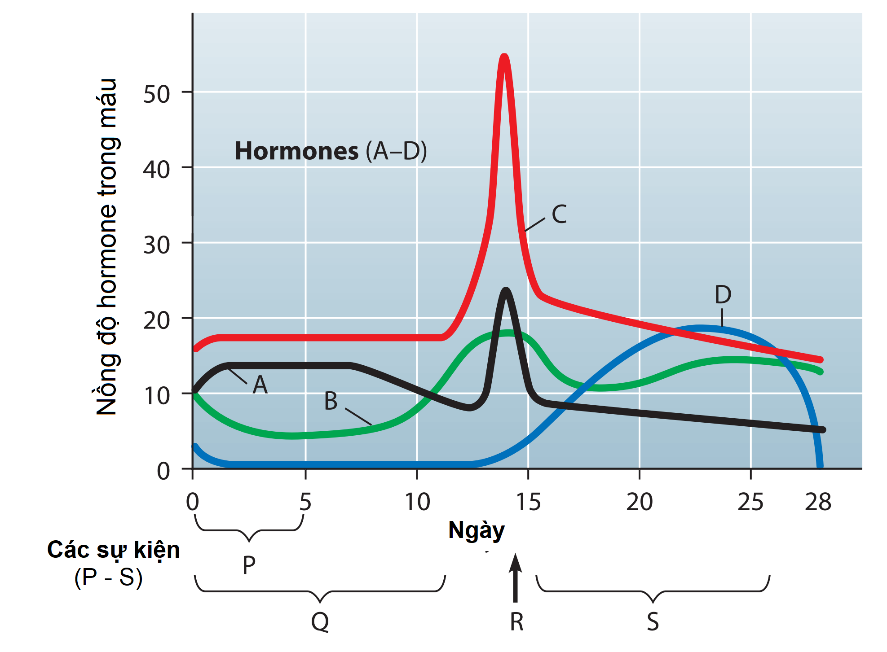 Nồng độ hormone trong máu
50
40
30
20
10
0
Hormones (A–D)
A
B
C
D
0 5 10 15 20 25 28
Ngày
Các sự kiện
(P - S)
P
Q
R
S